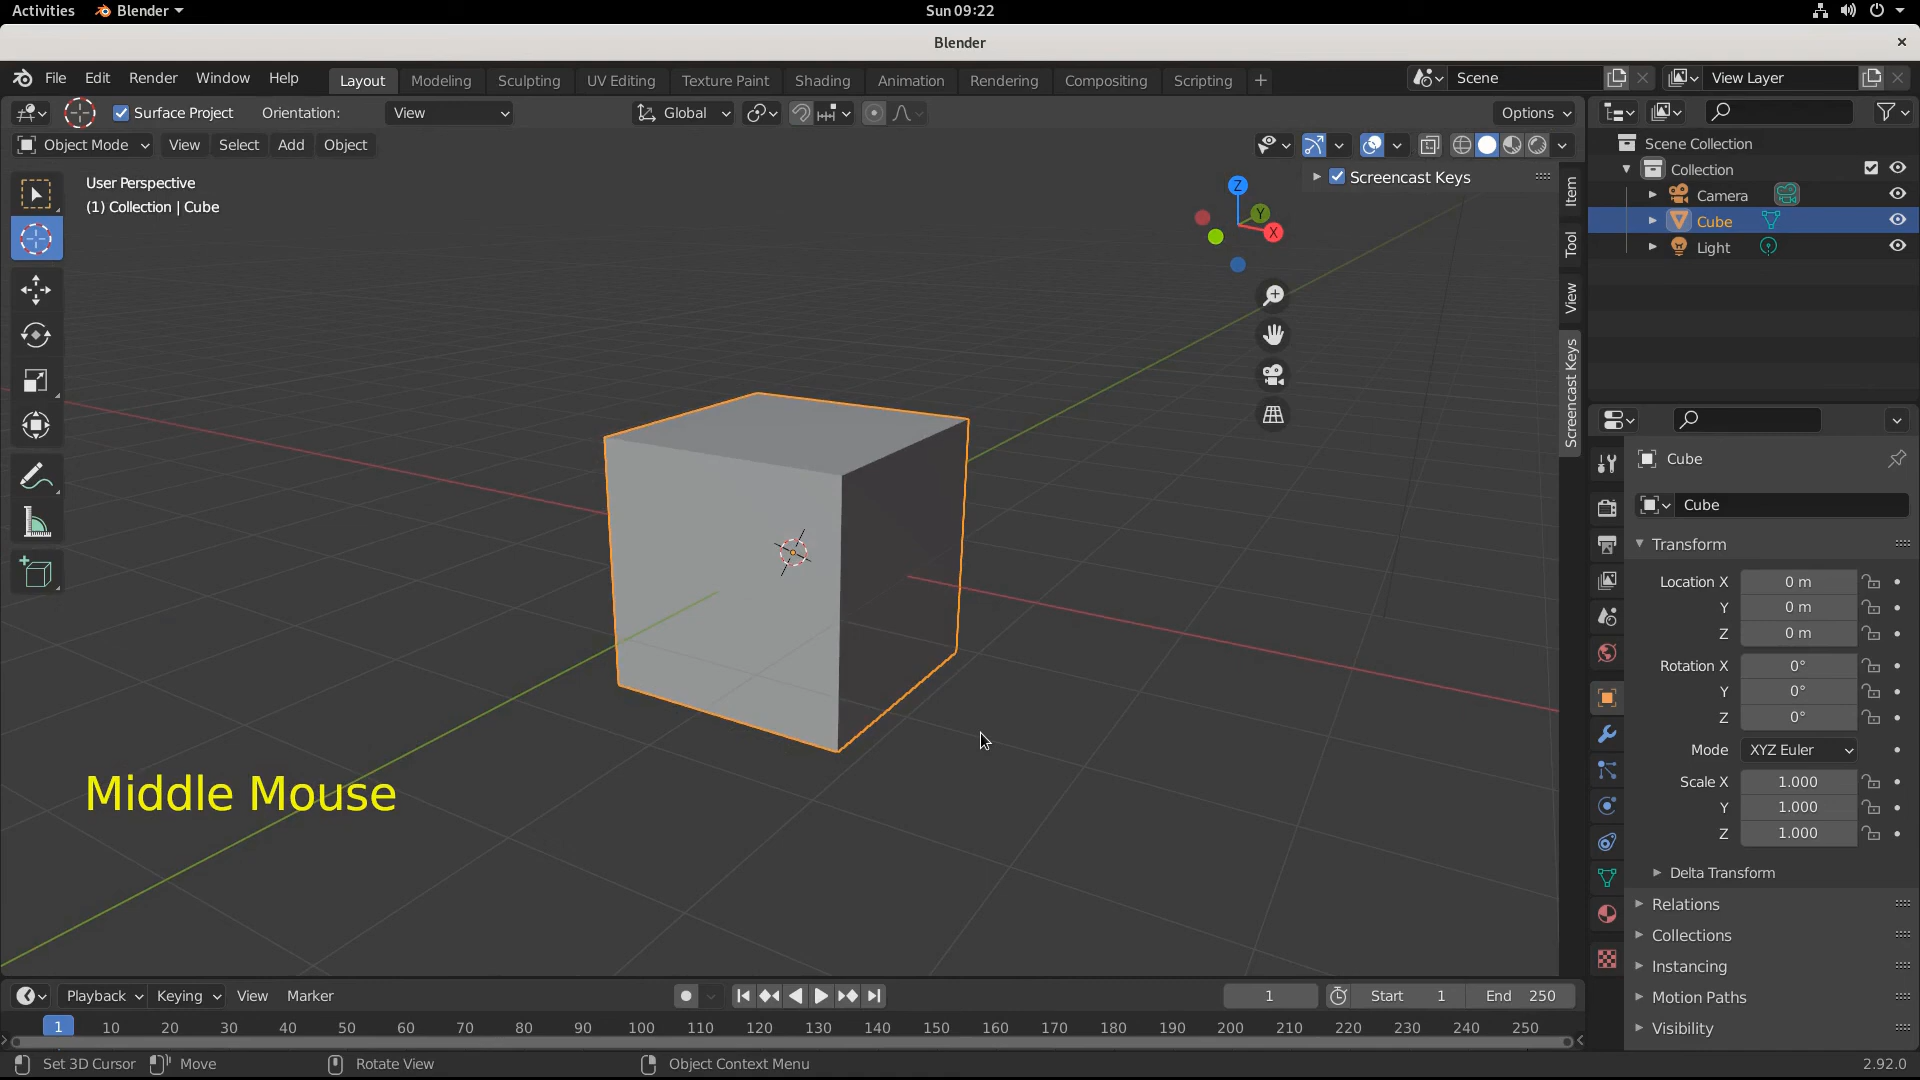 Activities Blender Sun 09:22
Blender
File Edit Render Window Help Layout Modeling Sculpting UV Editing Texture Paint Shading Animation Rendering Compositing Scripting Scene View Layer
Surface Project Orientation: View Global Options
Object Mode View Select Add Object
User Perspective
(1) Collection | Cube
Z
Y
X
Screencast Keys
Item
Tool
View
Screencast Keys
Middle Mouse
Scene Collection
Collection
Camera
Cube
Light
Cube
Cube
Transform
Location X 0 m
Y 0 m
Z 0 m
Rotation X 0°
Y 0°
Z 0°
Mode XYZ Euler
Scale X 1.000
Y 1.000
Z 1.000
Delta Transform
Relations
Collections
Instancing
Motion Paths
Visibility
Playback Keying View Marker 1 Start 1 End 250
1 10 20 30 40 50 60 70 80 90 100 110 120 130 140 150 160 170 180 190 200 210 220 230 240 250
Set 3D Cursor Move Rotate View Object Context Menu 2.92.0